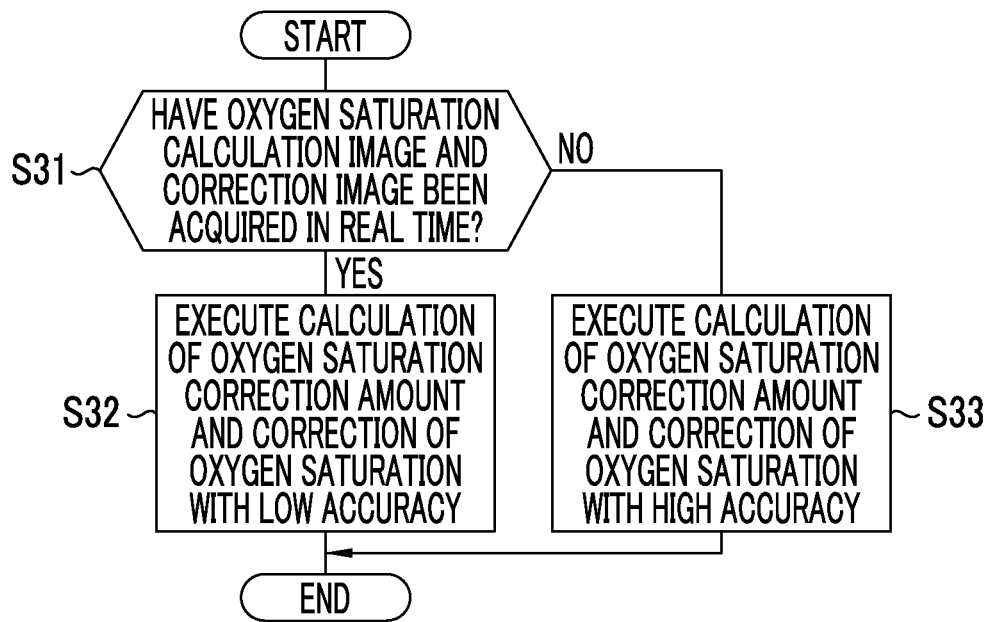 START
HAVE OXYGEN SATURATION
CALCULATION IMAGE AND
CORRECTION IMAGE BEEN
ACQUIRED IN REAL TIME?
S31
NO
YES
EXECUTE CALCULATION
OF OXYGEN SATURATION
CORRECTION AMOUNT
AND CORRECTION OF
OXYGEN SATURATION
WITH LOW ACCURACY
S32
EXECUTE CALCULATION
OF OXYGEN SATURATION
CORRECTION AMOUNT
AND CORRECTION OF
OXYGEN SATURATION
WITH HIGH ACCURACY
S33
END